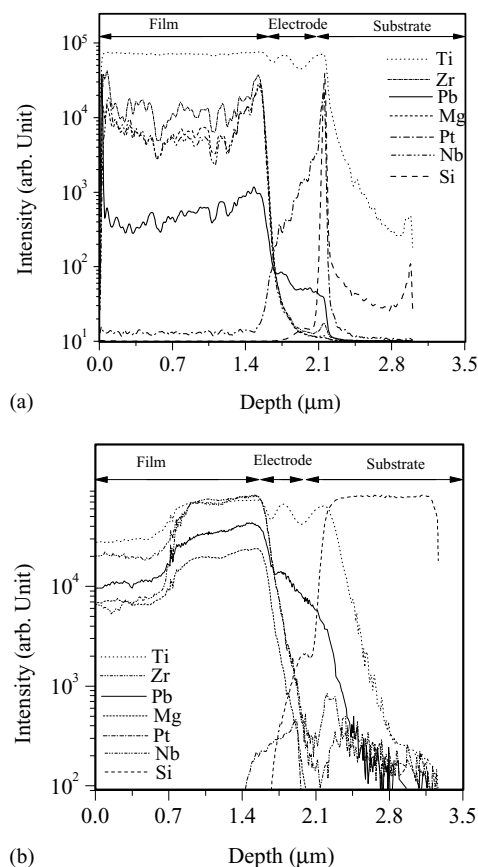 Film Electrode Substrate
10^5
10^4
10^3
10^2
10^1
Intensity (arb. Unit)
Ti
Zr
Pb
Mg
Pt
Nb
Si
0.0 0.7 1.4 2.1 2.8 3.5
(a) Depth (μm)
Film Electrode Substrate
10^4
10^3
10^2
Intensity (arb. Unit)
Ti
Zr
Pb
Mg
Pt
Nb
Si
0.0 0.7 1.4 2.1 2.8 3.5
(b) Depth (μm)